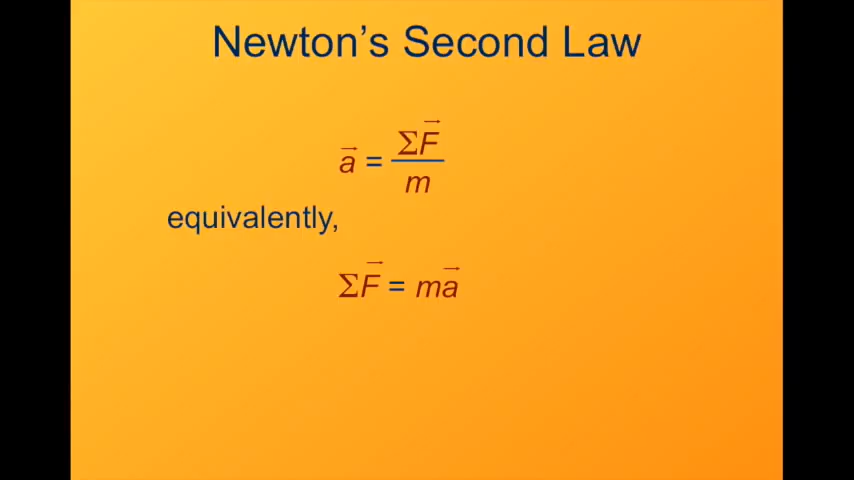 Newton's Second Law
a⃗ = ΣF⃗ / m
equivalently,
ΣF⃗ = ma⃗